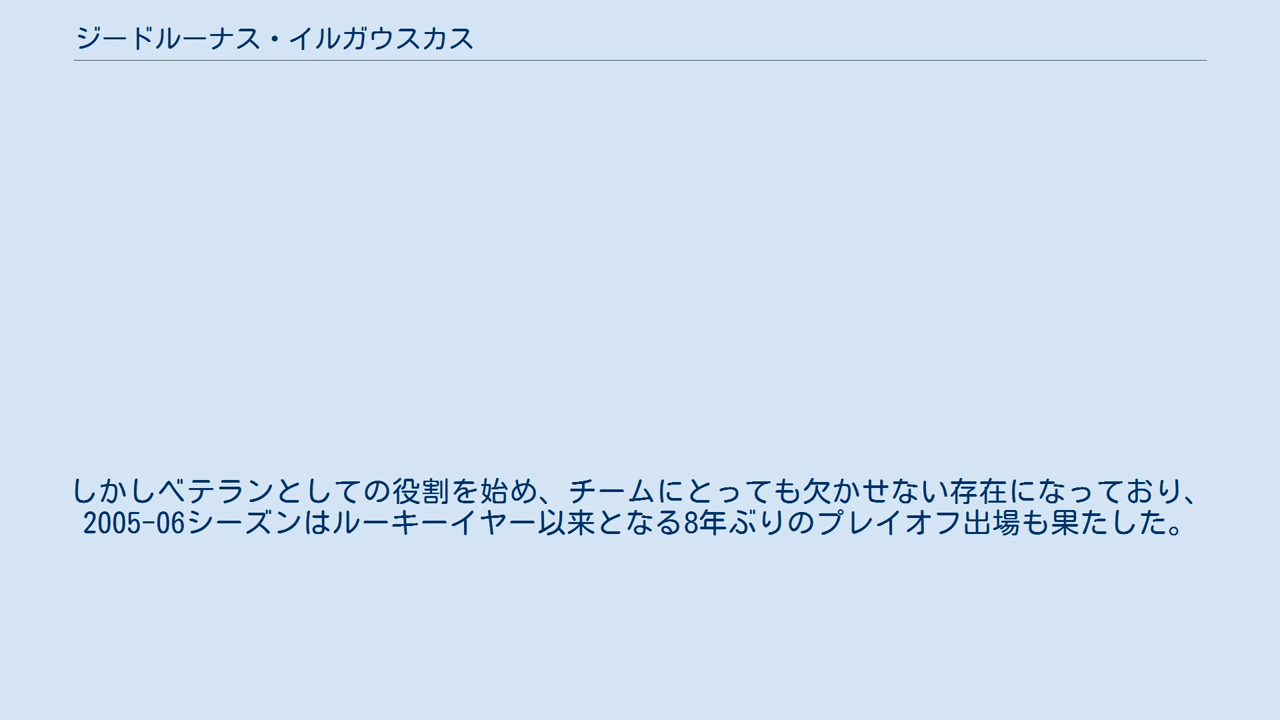 ジードルーナス・イルガウスカス
しかしベテランとしての役割を始め、チームにとっても欠かせない存在になっており、
2005-06シーズンはルーキーイヤー以来となる8年ぶりのプレイオフ出場も果たした。